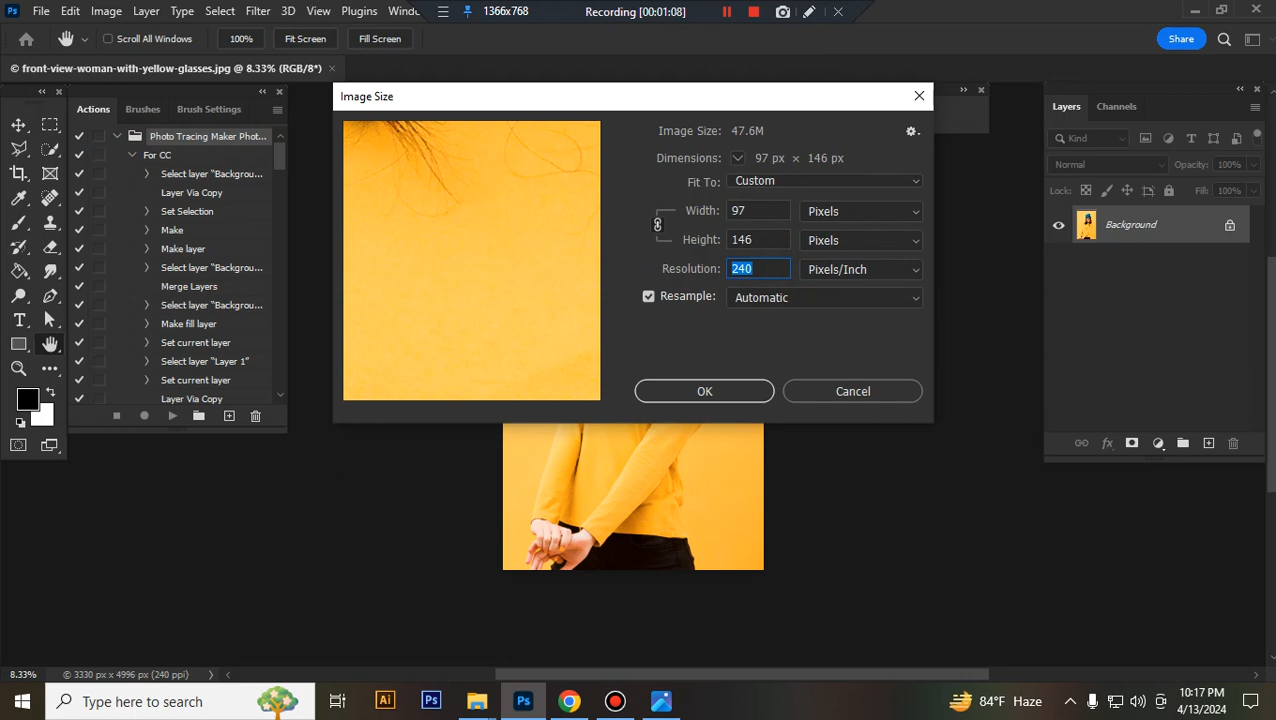 Ps File Edit Image Layer Type Select Filter 3D View Plugins Windo
1366x768 Recording [00:01:08]
Scroll All Windows 100% Fit Screen Fill Screen Share
© front-view-woman-with-yellow-glasses.jpg @ 8.33% (RGB/8*) ×
Actions Brushes Brush Settings
Photo Tracing Maker Phot...
For CC
Select layer “Backgrou...
Layer Via Copy
Set Selection
Make
Make layer
Select layer “Backgrou...
Merge Layers
Select layer “Backgrou...
Make fill layer
Set current layer
Select layer “Layer 1”
Set current layer
Layer Via Copy
Image Size
Image Size: 47.6M
Dimensions: 97 px × 146 px
Fit To: Custom
Width: 97 Pixels
Height: 146 Pixels
Resolution: 240 Pixels/Inch
Resample: Automatic
OK Cancel
Layers Channels
Kind
Normal Opacity: 100%
Lock: Fill: 100%
Background
8.33% © 3330 px x 4996 px (240 ppi)
Type here to search
Ai Ps Ps
84°F Haze
10:17 PM
4/13/2024